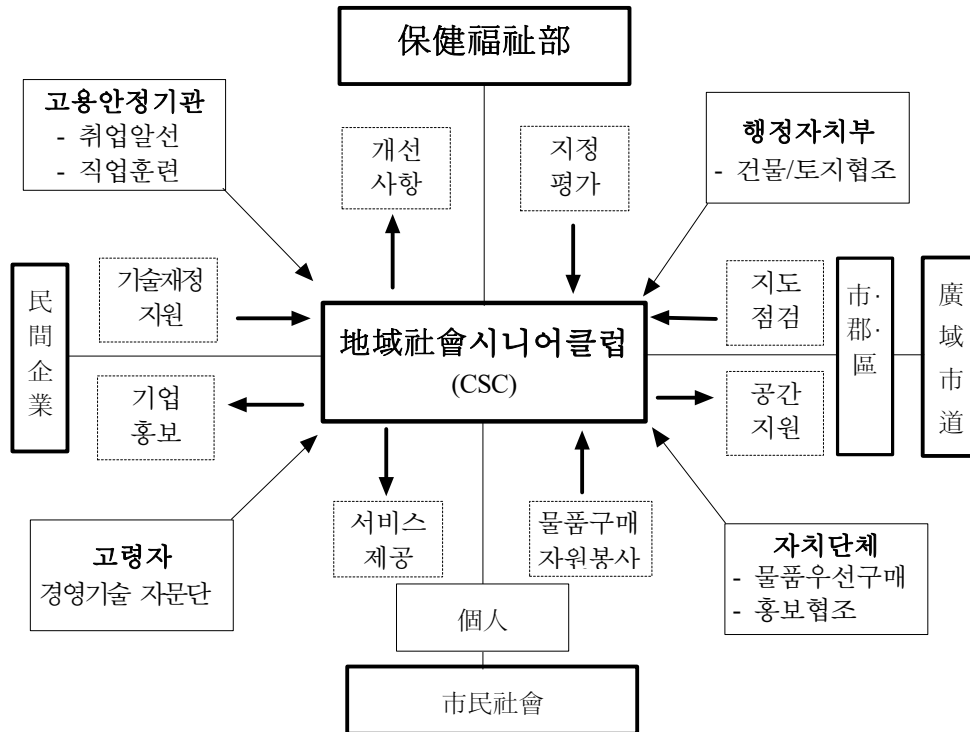 保健福祉部
고용안정기관
- 취업알선
- 직업훈련
개선
사항
지정
평가
행정자치부
- 건물/토지협조
民
間
企
業
기술재정
지원
地域社會시니어클럽
(CSC)
지도
점검
市·
郡·
區
廣
域
市
道
기업
홍보
공간
지원
고령자
경영기술 자문단
서비스
제공
물품구매
자원봉사
자치단체
- 물품우선구매
- 홍보협조
個人
市民社會